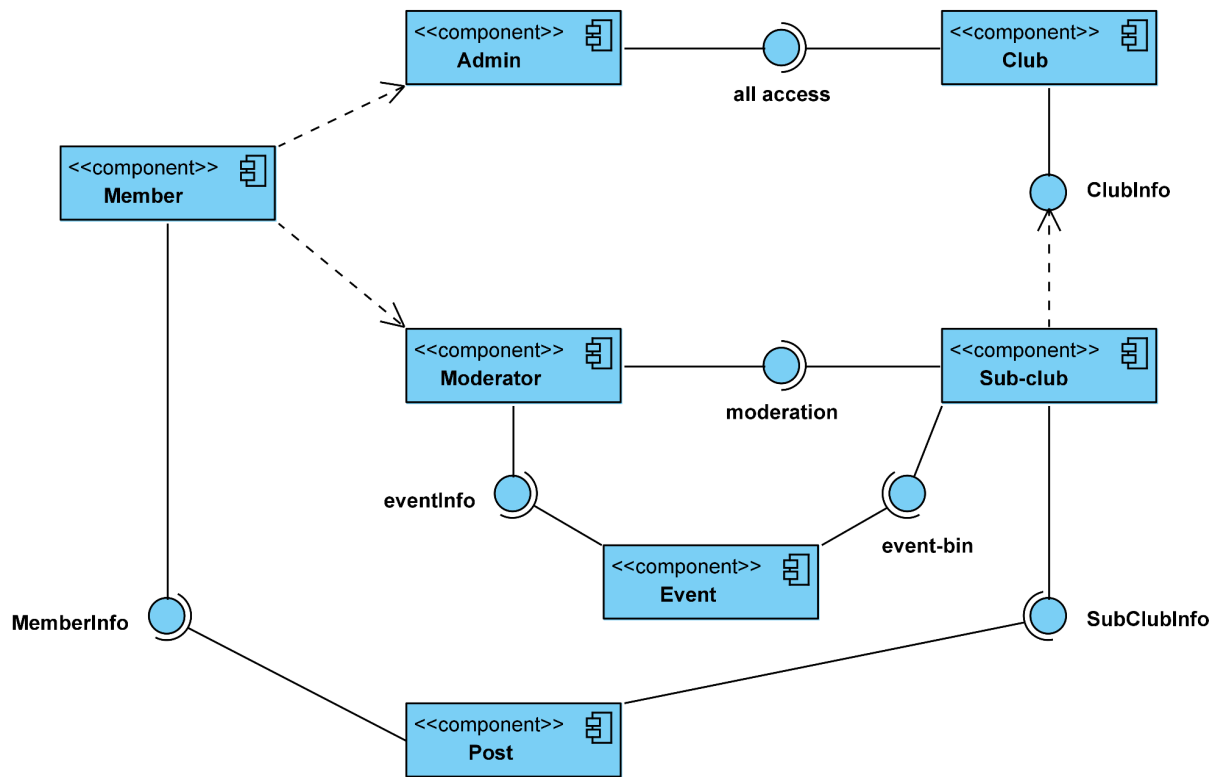 <<component>>
Admin
<<component>>
Club
all access
<<component>>
Member
ClubInfo
<<component>>
Moderator
<<component>>
Sub-club
moderation
eventInfo
event-bin
<<component>>
Event
MemberInfo
SubClubInfo
<<component>>
Post